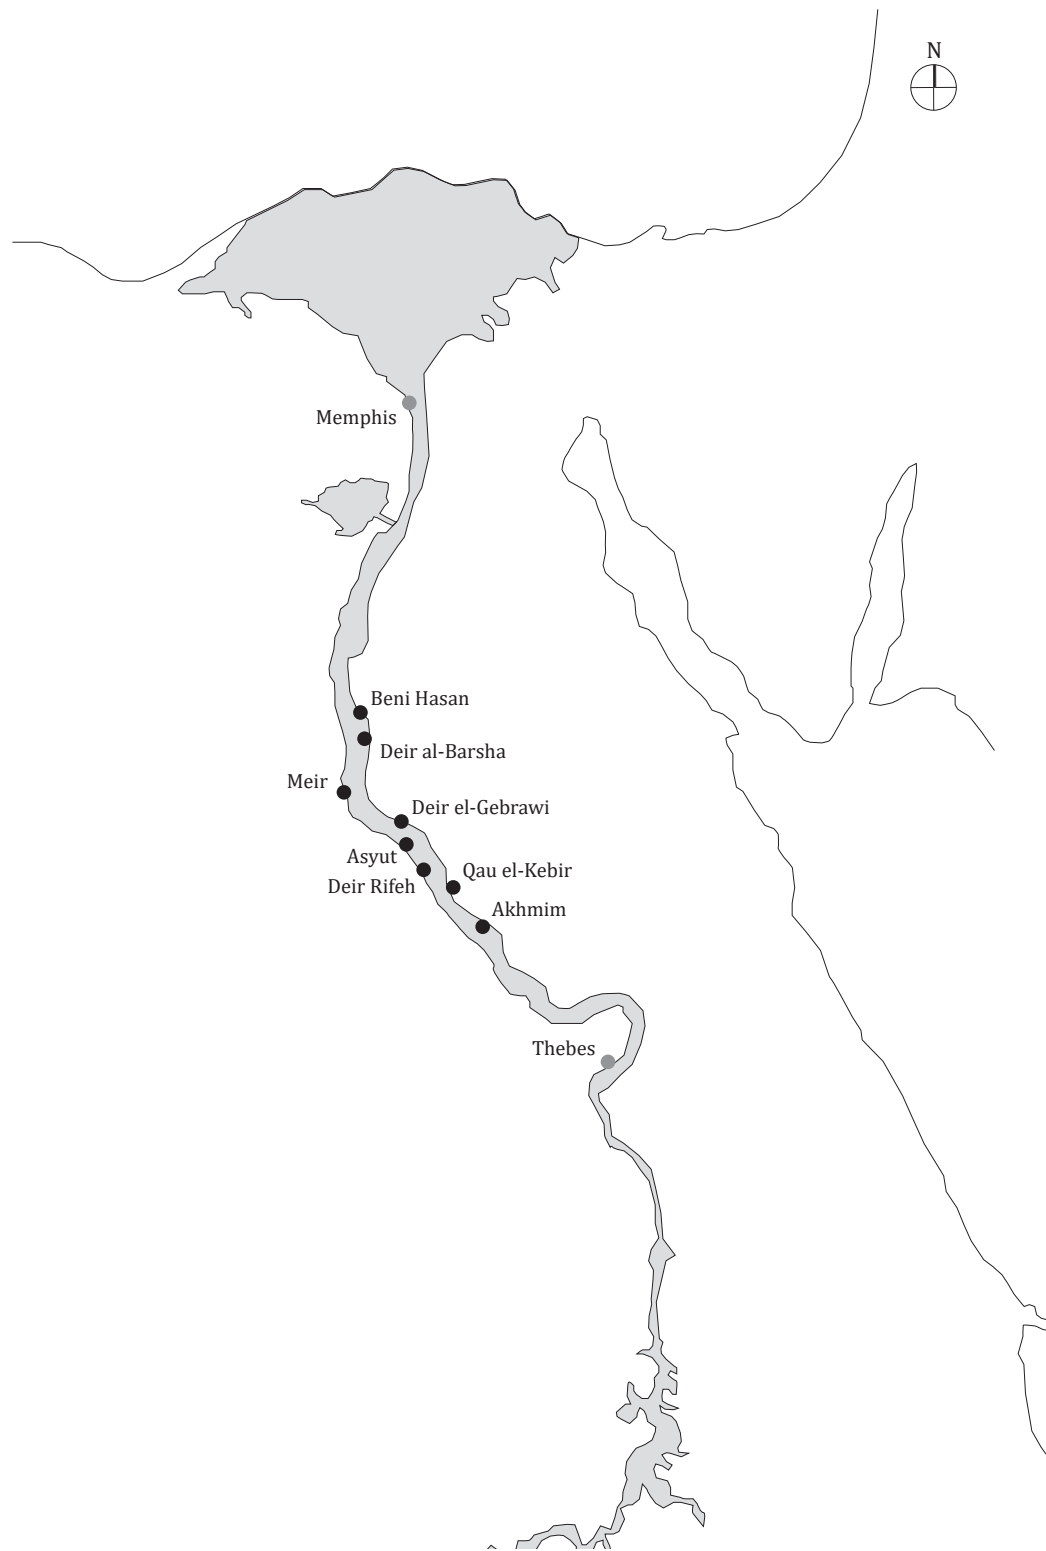 N
Memphis
Beni Hasan
Deir al-Barsha
Meir
Deir el-Gebrawi
Asyut
Qau el-Kebir
Deir Rifeh
Akhmim
Thebes